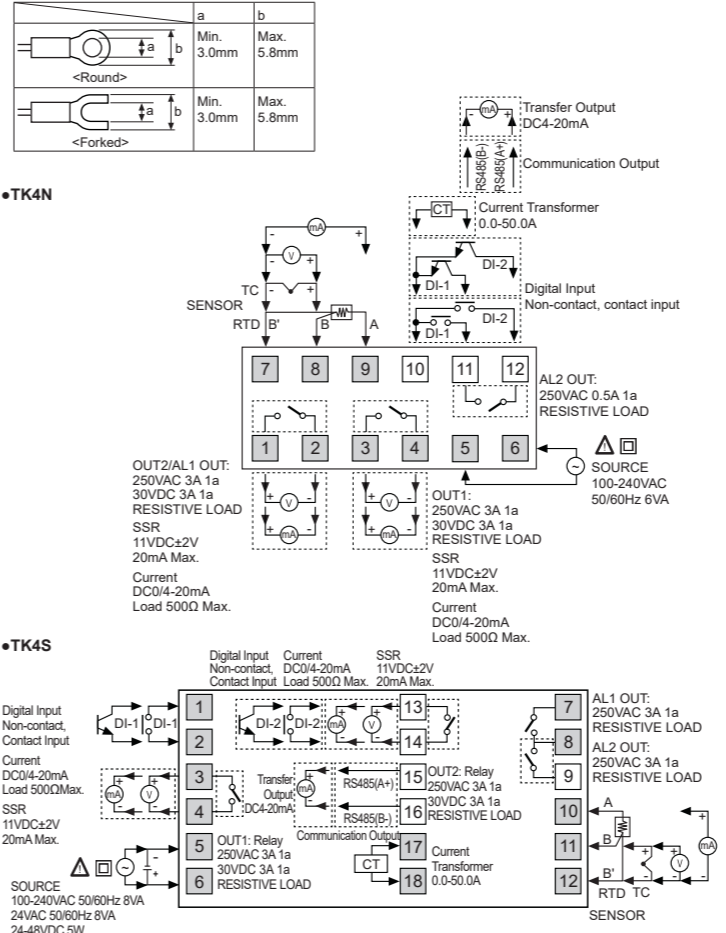 a b
a b Min. 3.0mm Max. 5.8mm
<Round>
a b Min. 3.0mm Max. 5.8mm
<Forked>
- mA + Transfer Output
DC4-20mA
RS485(B-) RS485(A+) Communication Output
●TK4N
CT Current Transformer
0.0-50.0A
- mA +
- V +
TC - +
SENSOR
RTD B' B A
DI-1 DI-2
Digital Input
Non-contact, contact input
DI-1 DI-2
7 8 9 10 11 12
AL2 OUT:
250VAC 0.5A 1a
RESISTIVE LOAD
1 2 3 4 5 6
SOURCE
100-240VAC
50/60Hz 6VA
OUT2/AL1 OUT:
250VAC 3A 1a
30VDC 3A 1a
RESISTIVE LOAD
SSR
11VDC±2V
20mA Max.
Current
DC0/4-20mA
Load 500Ω Max.
+ V -
+ mA -
+ V -
+ mA -
OUT1:
250VAC 3A 1a
30VDC 3A 1a
RESISTIVE LOAD
SSR
11VDC±2V
20mA Max.
Current
DC0/4-20mA
Load 500Ω Max.
●TK4S
Digital Input
Non-contact,
Contact Input
Current
DC0/4-20mA
Load 500Ω Max.
SSR
11VDC±2V
20mA Max.
Digital Input
Non-contact,
Contact Input
DI-1 DI-1
1
2
DI-2 DI-2
+ mA - + V -
13
14
7
8
9
AL1 OUT:
250VAC 3A 1a
RESISTIVE LOAD
AL2 OUT:
250VAC 3A 1a
RESISTIVE LOAD
Current
DC0/4-20mA
Load 500ΩMax.
SSR
11VDC±2V
20mA Max.
+ mA - + V -
3
4
Transfer
Output
DC4-20mA
+ mA -
RS485(A+)
RS485(B-)
Communication Output
15
16
OUT2: Relay
250VAC 3A 1a
30VDC 3A 1a
RESISTIVE LOAD
- +
5
6
OUT1: Relay
250VAC 3A 1a
30VDC 3A 1a
RESISTIVE LOAD
CT
17
18
Current
Transformer
0.0-50.0A
10
11
12
A
B
B'
RTD TC
+ - + V - + mA -
SENSOR
SOURCE
100-240VAC 50/60Hz 8VA
24VAC 50/60Hz 8VA
24-48VDC 5W